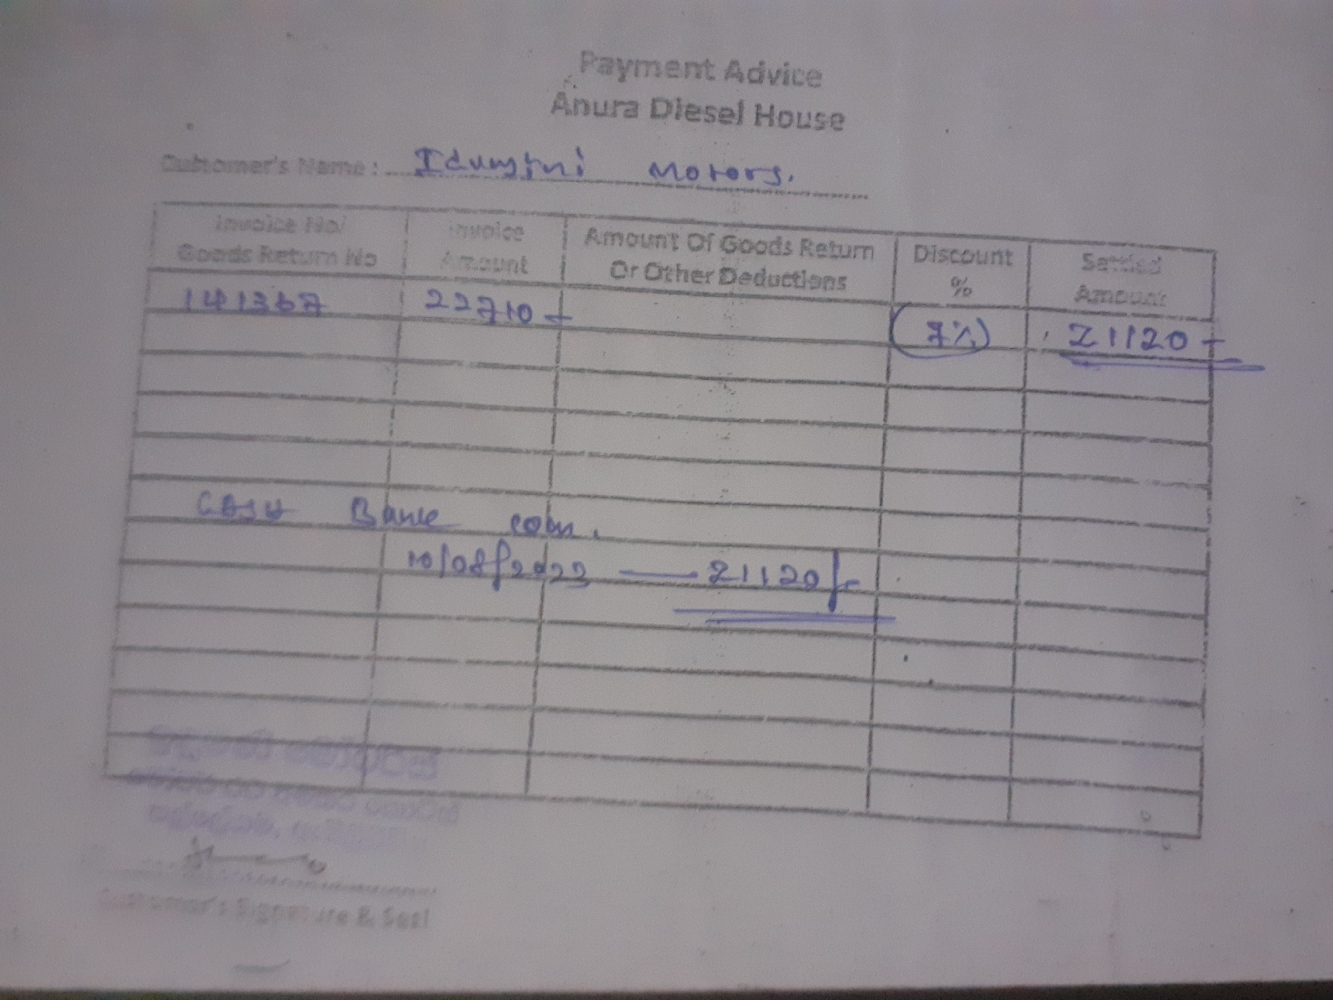 Payment Advice
Anura Diesel House
Customer's Name : Motors.
Invoice No/ Goods Return No Invoice Amount Amount Of Goods Return Or Other Deductions Discount % Settled Amount
141367 22710 (7%) 21120
Bank
10/08/2023 — 21120/-
Customer's Signature & Seal